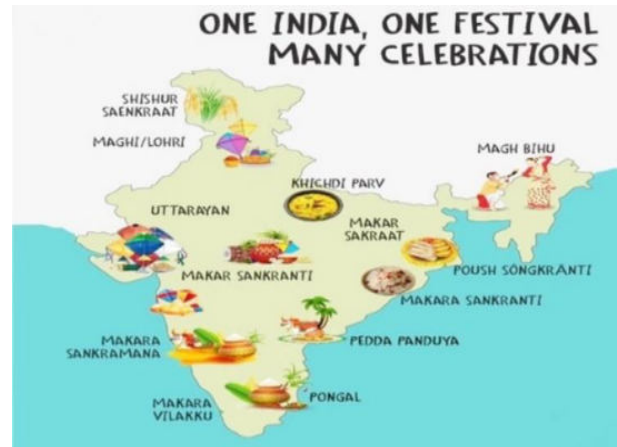 ONE INDIA, ONE FESTIVAL
MANY CELEBRATIONS
SHISHUR
SAENKRAAT
MAGHI/LOHRI
MAGH BIHU
KHICHDI PARV
UTTARAYAN
MAKAR
SAKRAAT
MAKAR SANKRANTI
POUSH SÔNGKRÄNTI
MAKARA SANKRANTI
MAKARA
SANKRAMANA
PEDDA PANDUYA
MAKARA
VILAKKU
PONGAL